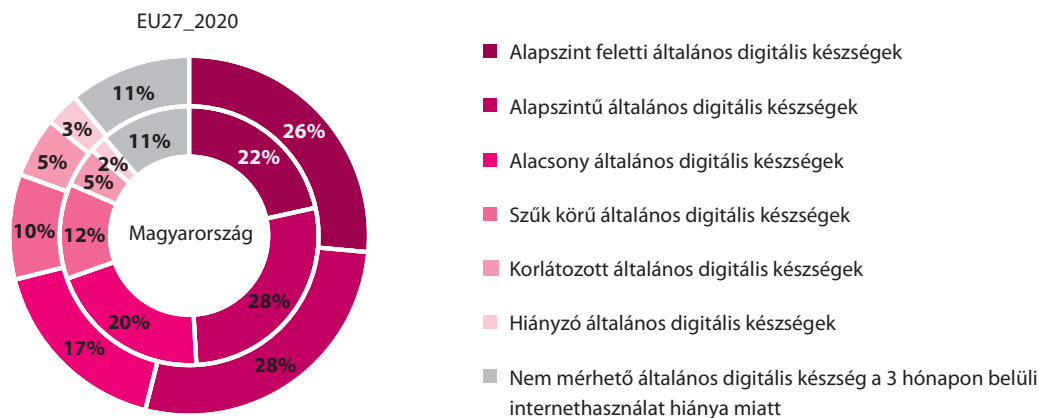 EU27_2020
11%
26%
3%
11%
22%
2%
5%
5%
10%
12%
Magyarország
28%
20%
17%
28%
Alapszint feletti általános digitális készségek
Alapszintű általános digitális készségek
Alacsony általános digitális készségek
Szűk körű általános digitális készségek
Korlátozott általános digitális készségek
Hiányzó általános digitális készségek
Nem mérhető általános digitális készség a 3 hónapon belüli
internethasználat hiánya miatt